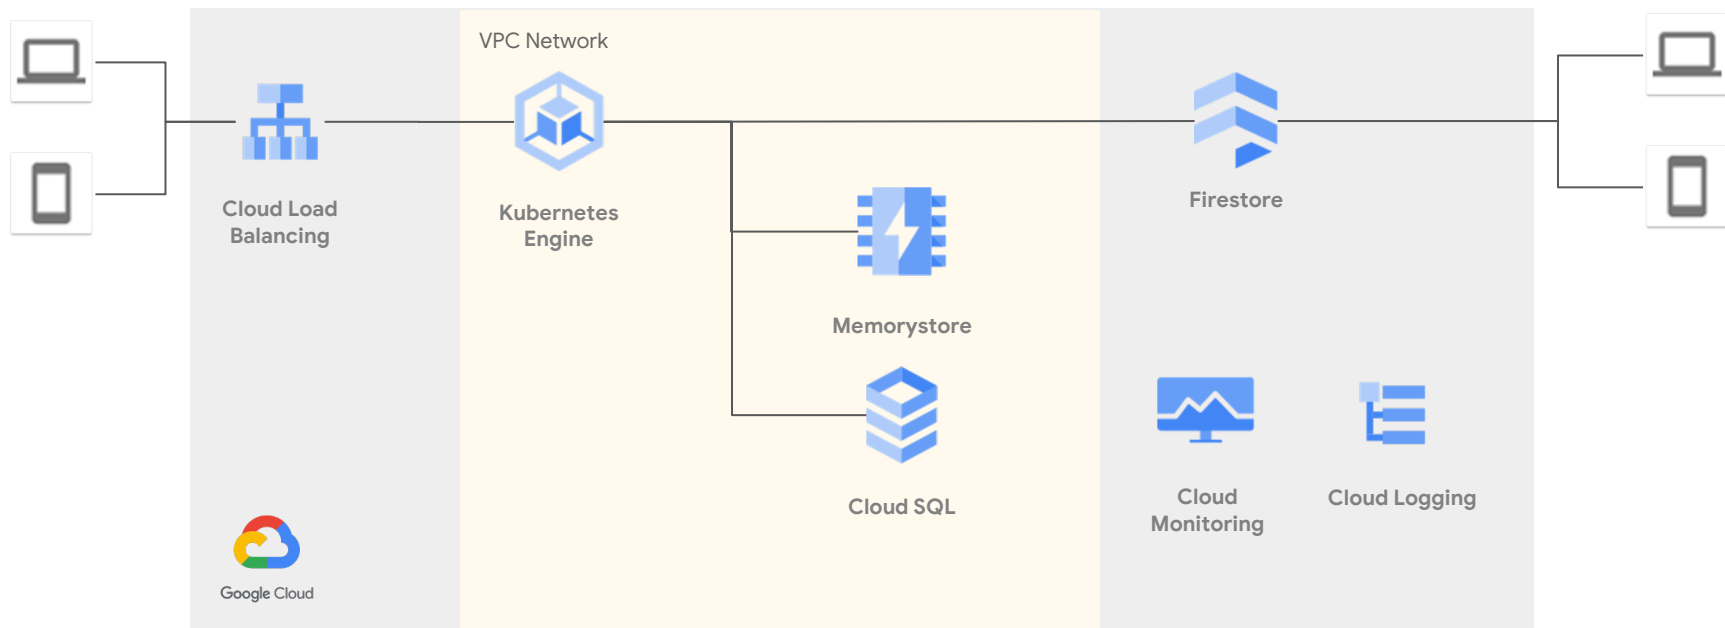 VPC Network
Cloud Load
Balancing
Kubernetes
Engine
Firestore
Memorystore
Cloud SQL
Cloud
Monitoring
Cloud Logging
Google Cloud